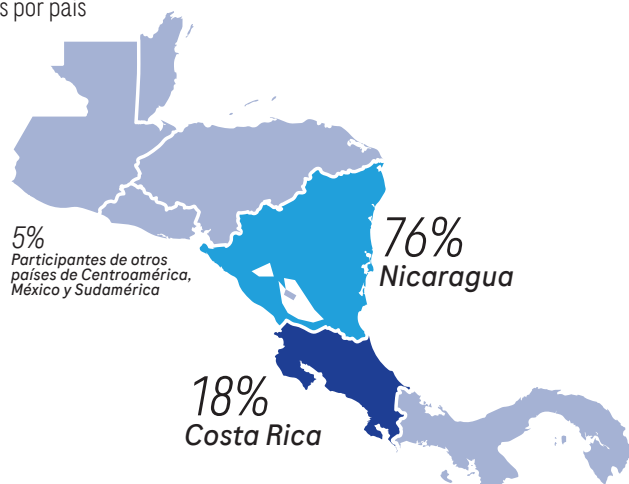 s por país
5%
Participantes de otros
países de Centroamérica,
México y Sudamérica
76%
Nicaragua
18%
Costa Rica